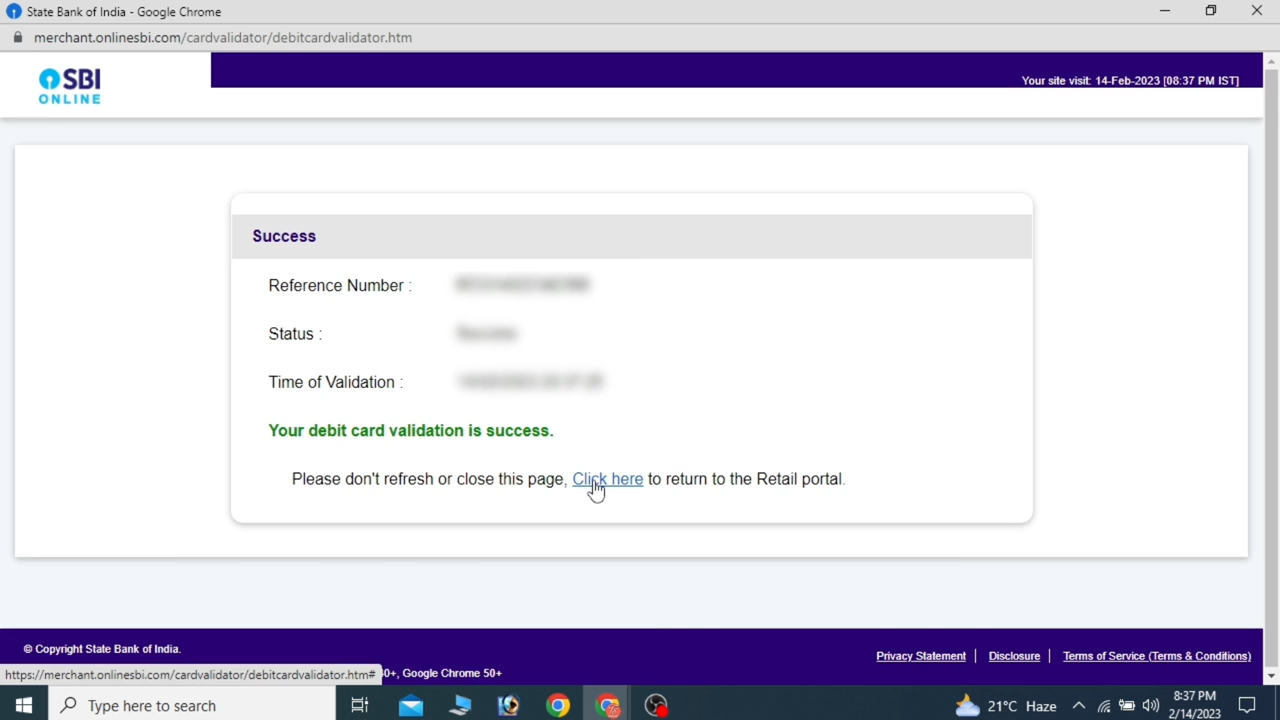 State Bank of India - Google Chrome
merchant.onlinesbi.com/cardvalidator/debitcardvalidator.htm
SBI
ONLINE
Your site visit: 14-Feb-2023 [08:37 PM IST]
Success
Reference Number :
Status :
Time of Validation :
Your debit card validation is success.
Please don't refresh or close this page, Click here to return to the Retail portal.
© Copyright State Bank of India.
Privacy Statement | Disclosure | Terms of Service (Terms & Conditions)
https://merchant.onlinesbi.com/cardvalidator/debitcardvalidator.htm# 0+, Google Chrome 50+
Type here to search
21°C Haze
8:37 PM
2/14/2023